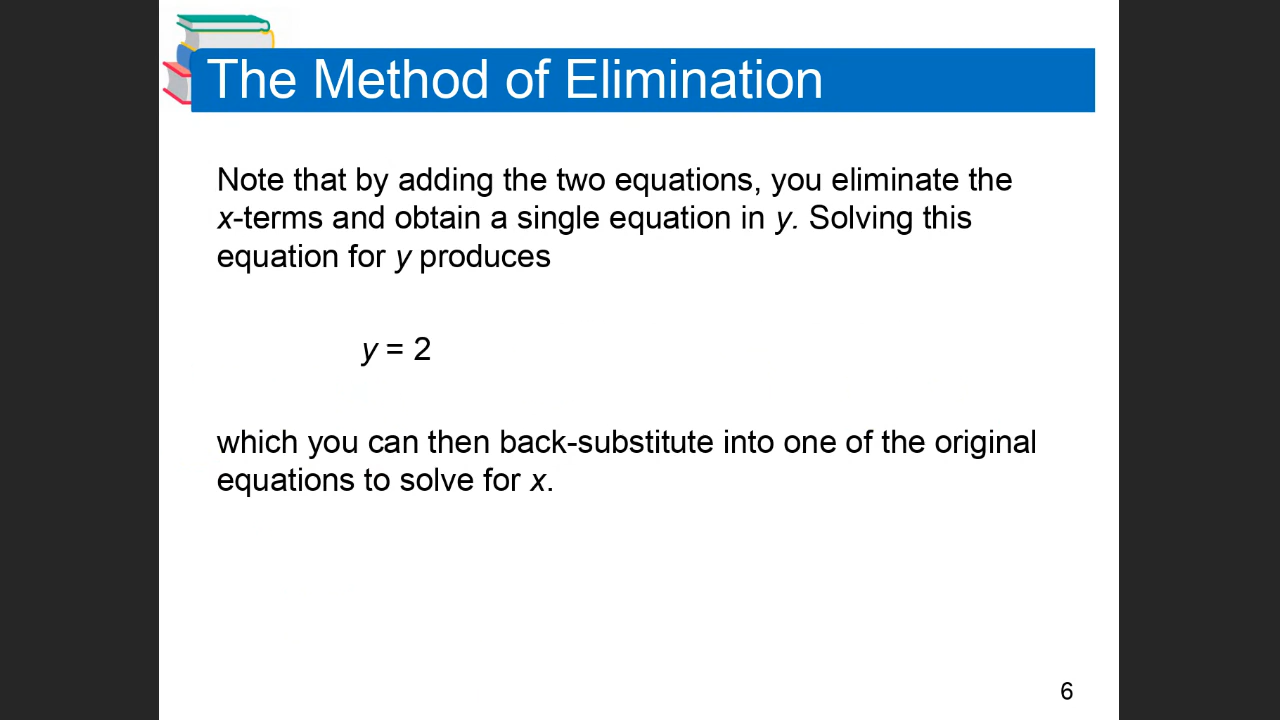 The Method of Elimination
Note that by adding the two equations, you eliminate the
x-terms and obtain a single equation in y. Solving this
equation for y produces
y = 2
which you can then back-substitute into one of the original
equations to solve for x.
6